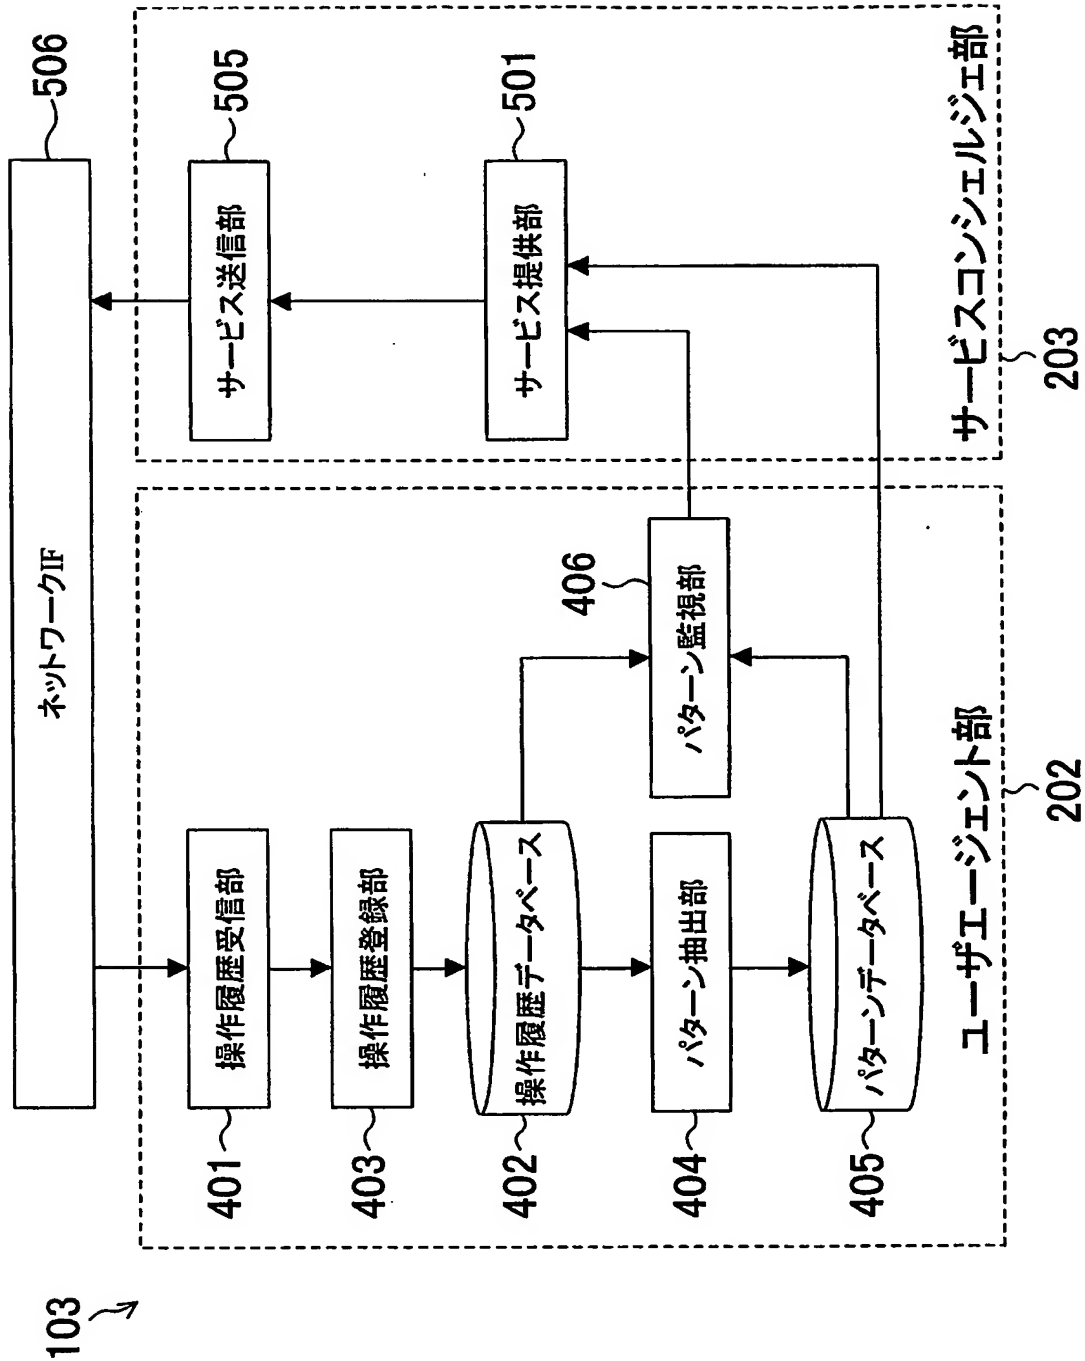 103
ネットワークIF
506
401
操作履歴受信部
403
操作履歴登録部
402
操作履歴データベース
404
パターン抽出部
405
パターンデータベース
406
パターン監視部
ユーザエージェント部
202
サービス送信部
505
サービス提供部
501
サービスコンシェルジェ部
203